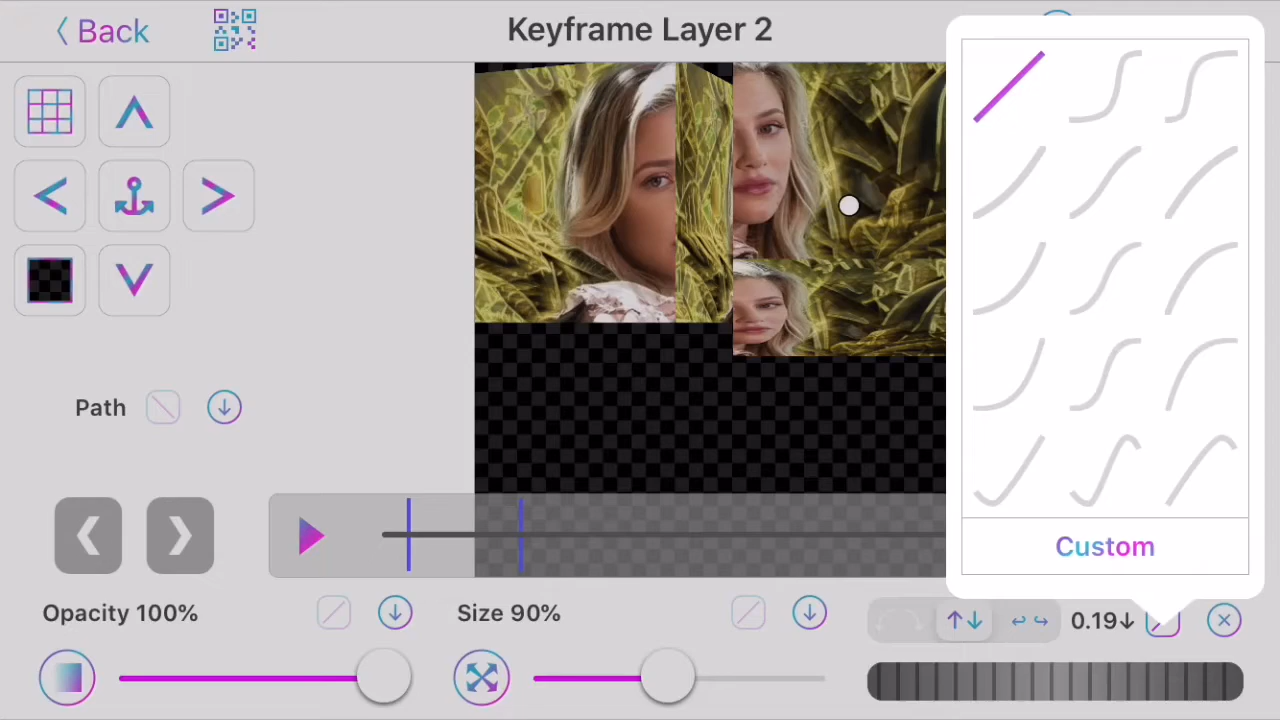 Back
Keyframe Layer 2
Path
Custom
Opacity 100%
Size 90%
0.19↓